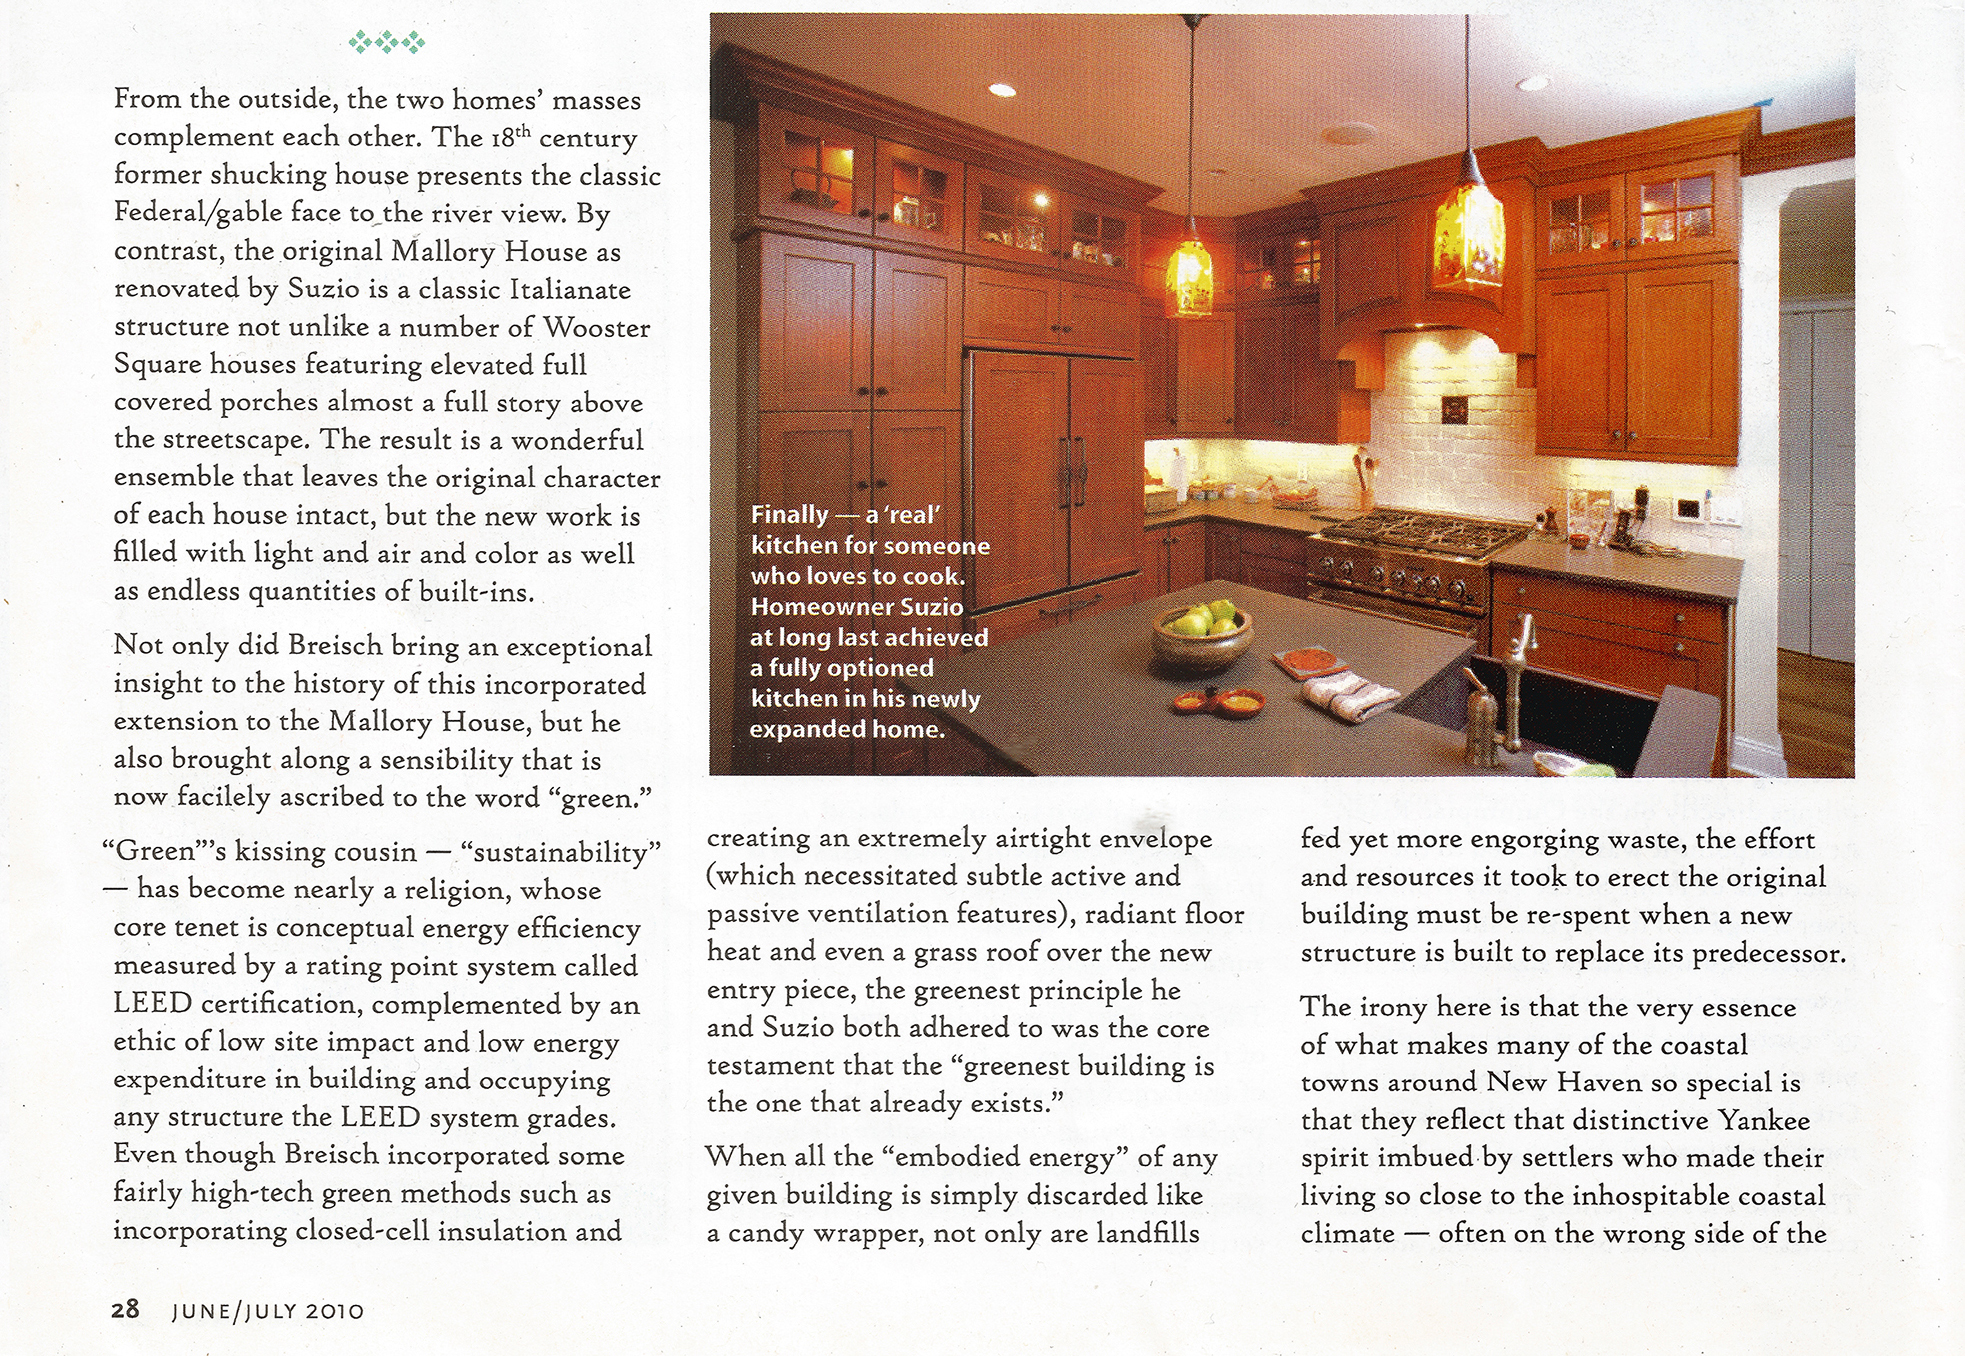 From the outside, the two homes’ masses
complement each other. The 18th century
former shucking house presents the classic
Federal/gable face to the river view. By
contrast, the original Mallory House as
renovated by Suzio is a classic Italianate
structure not unlike a number of Wooster
Square houses featuring elevated full
covered porches almost a full story above
the streetscape. The result is a wonderful
ensemble that leaves the original character
of each house intact, but the new work is
filled with light and air and color as well
as endless quantities of built-ins.
Not only did Breisch bring an exceptional
insight to the history of this incorporated
extension to the Mallory House, but he
also brought along a sensibility that is
now facilely ascribed to the word “green.”
“Green”’s kissing cousin — “sustainability”
— has become nearly a religion, whose
core tenet is conceptual energy efficiency
measured by a rating point system called
LEED certification, complemented by an
ethic of low site impact and low energy
expenditure in building and occupying
any structure the LEED system grades.
Even though Breisch incorporated some
fairly high-tech green methods such as
incorporating closed-cell insulation and
Finally — a ‘real’
kitchen for someone
who loves to cook.
Homeowner Suzio
at long last achieved
a fully optioned
kitchen in his newly
expanded home.
creating an extremely airtight envelope
(which necessitated subtle active and
passive ventilation features), radiant floor
heat and even a grass roof over the new
entry piece, the greenest principle he
and Suzio both adhered to was the core
testament that the “greenest building is
the one that already exists.”
When all the “embodied energy” of any
given building is simply discarded like
a candy wrapper, not only are landfills
fed yet more engorging waste, the effort
and resources it took to erect the original
building must be re-spent when a new
structure is built to replace its predecessor.
The irony here is that the very essence
of what makes many of the coastal
towns around New Haven so special is
that they reflect that distinctive Yankee
spirit imbued by settlers who made their
living so close to the inhospitable coastal
climate — often on the wrong side of the
28 JUNE/JULY 2010